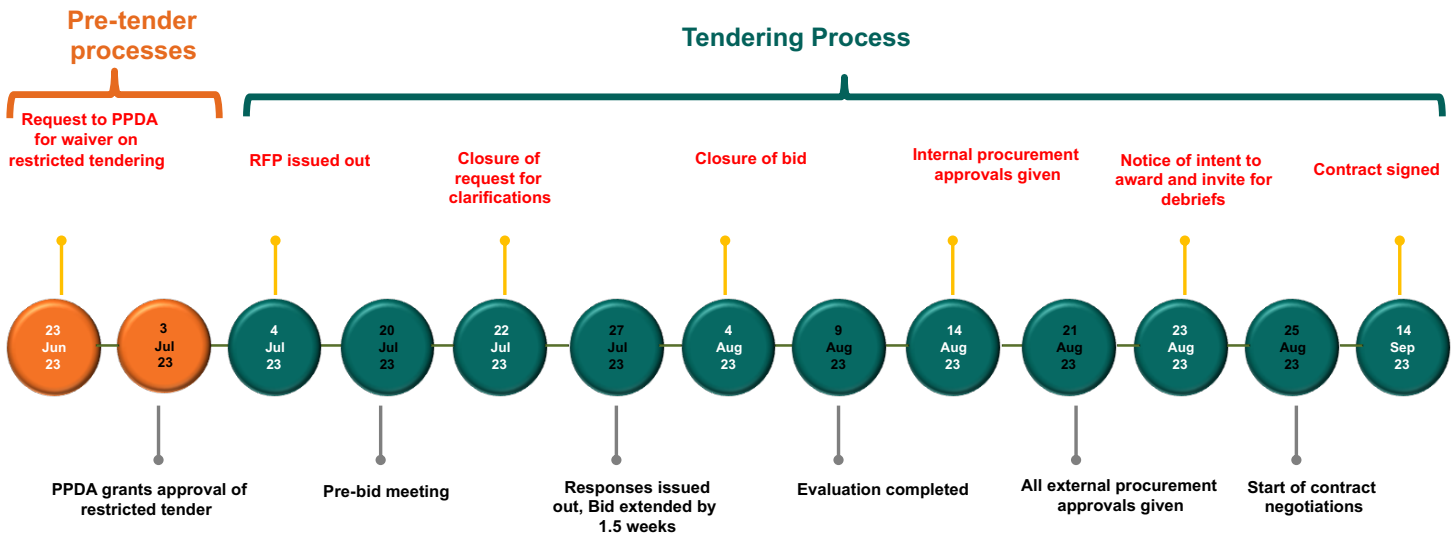 Pre-tender
processes
Tendering Process
Request to PPDA
for waiver on
restricted tendering
RFP issued out
Closure of
request for
clarifications
Closure of bid
Internal procurement
approvals given
Notice of intent to
award and invite for
debriefs
Contract signed
23
Jun
23
3
Jul
23
4
Jul
23
20
Jul
23
22
Jul
23
27
Jul
23
4
Aug
23
9
Aug
23
14
Aug
23
21
Aug
23
23
Aug
23
25
Aug
23
14
Sep
23
PPDA grants approval of
restricted tender
Pre-bid meeting
Responses issued
out, Bid extended by
1.5 weeks
Evaluation completed
All external procurement
approvals given
Start of contract
negotiations